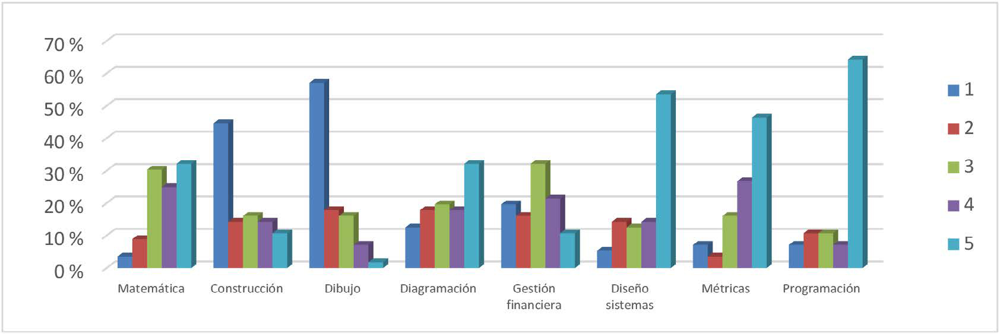 70 %
60 %
50 %
40 %
30 %
20 %
10 %
0 %
Matemática
Construcción
Dibujo
Diagramación
Gestión
financiera
Diseño
sistemas
Métricas
Programación
1
2
3
4
5